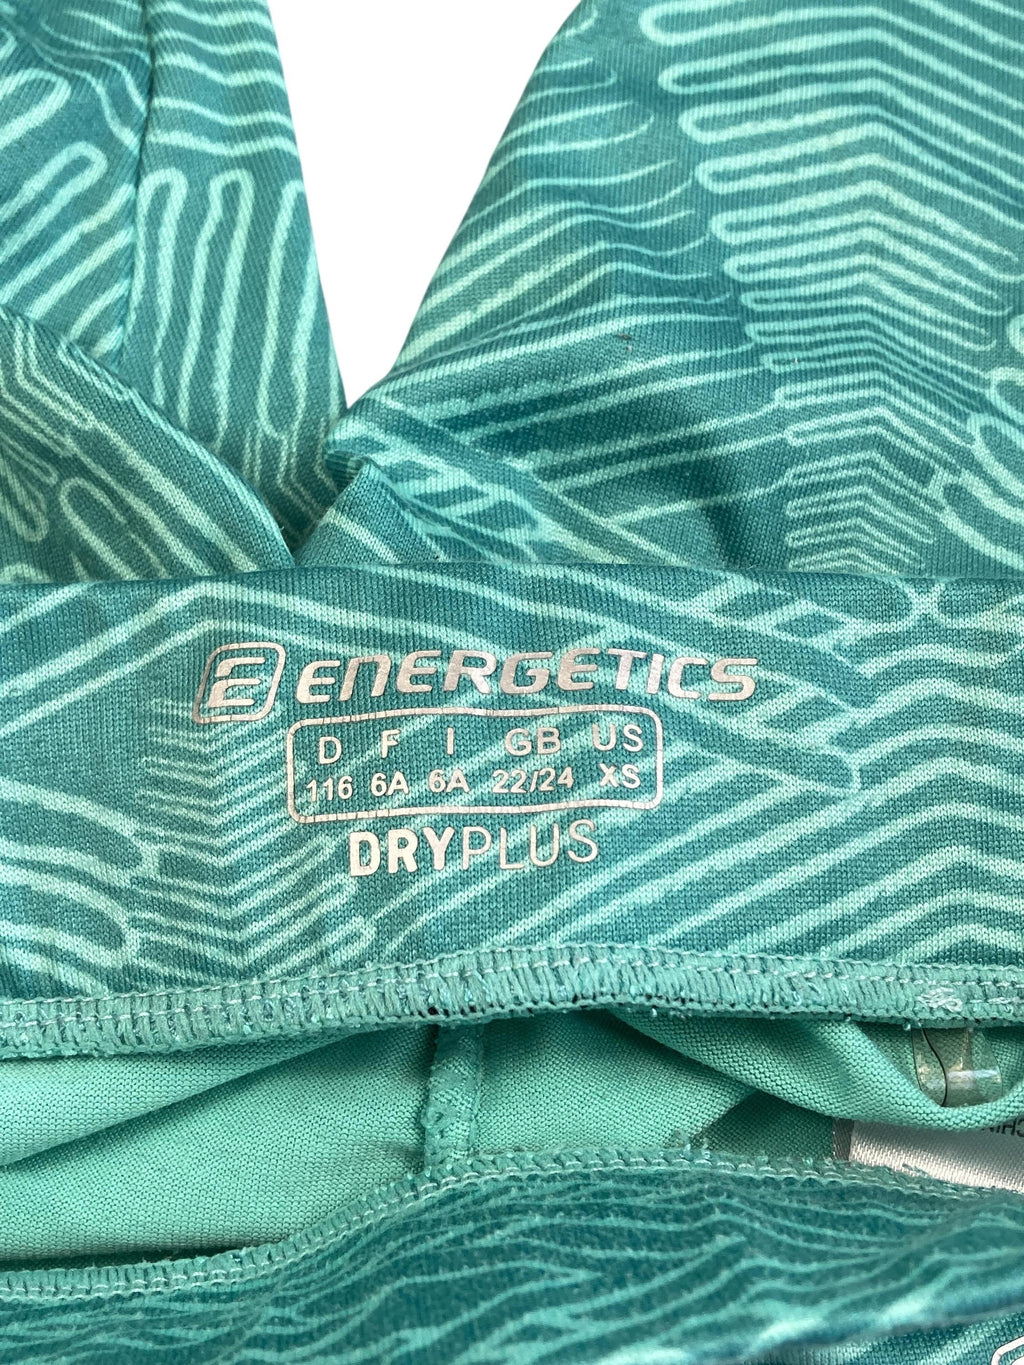 E ENERGETICS
D F I GB US
116 6A 6A 22/24 XS
DRYPLUS